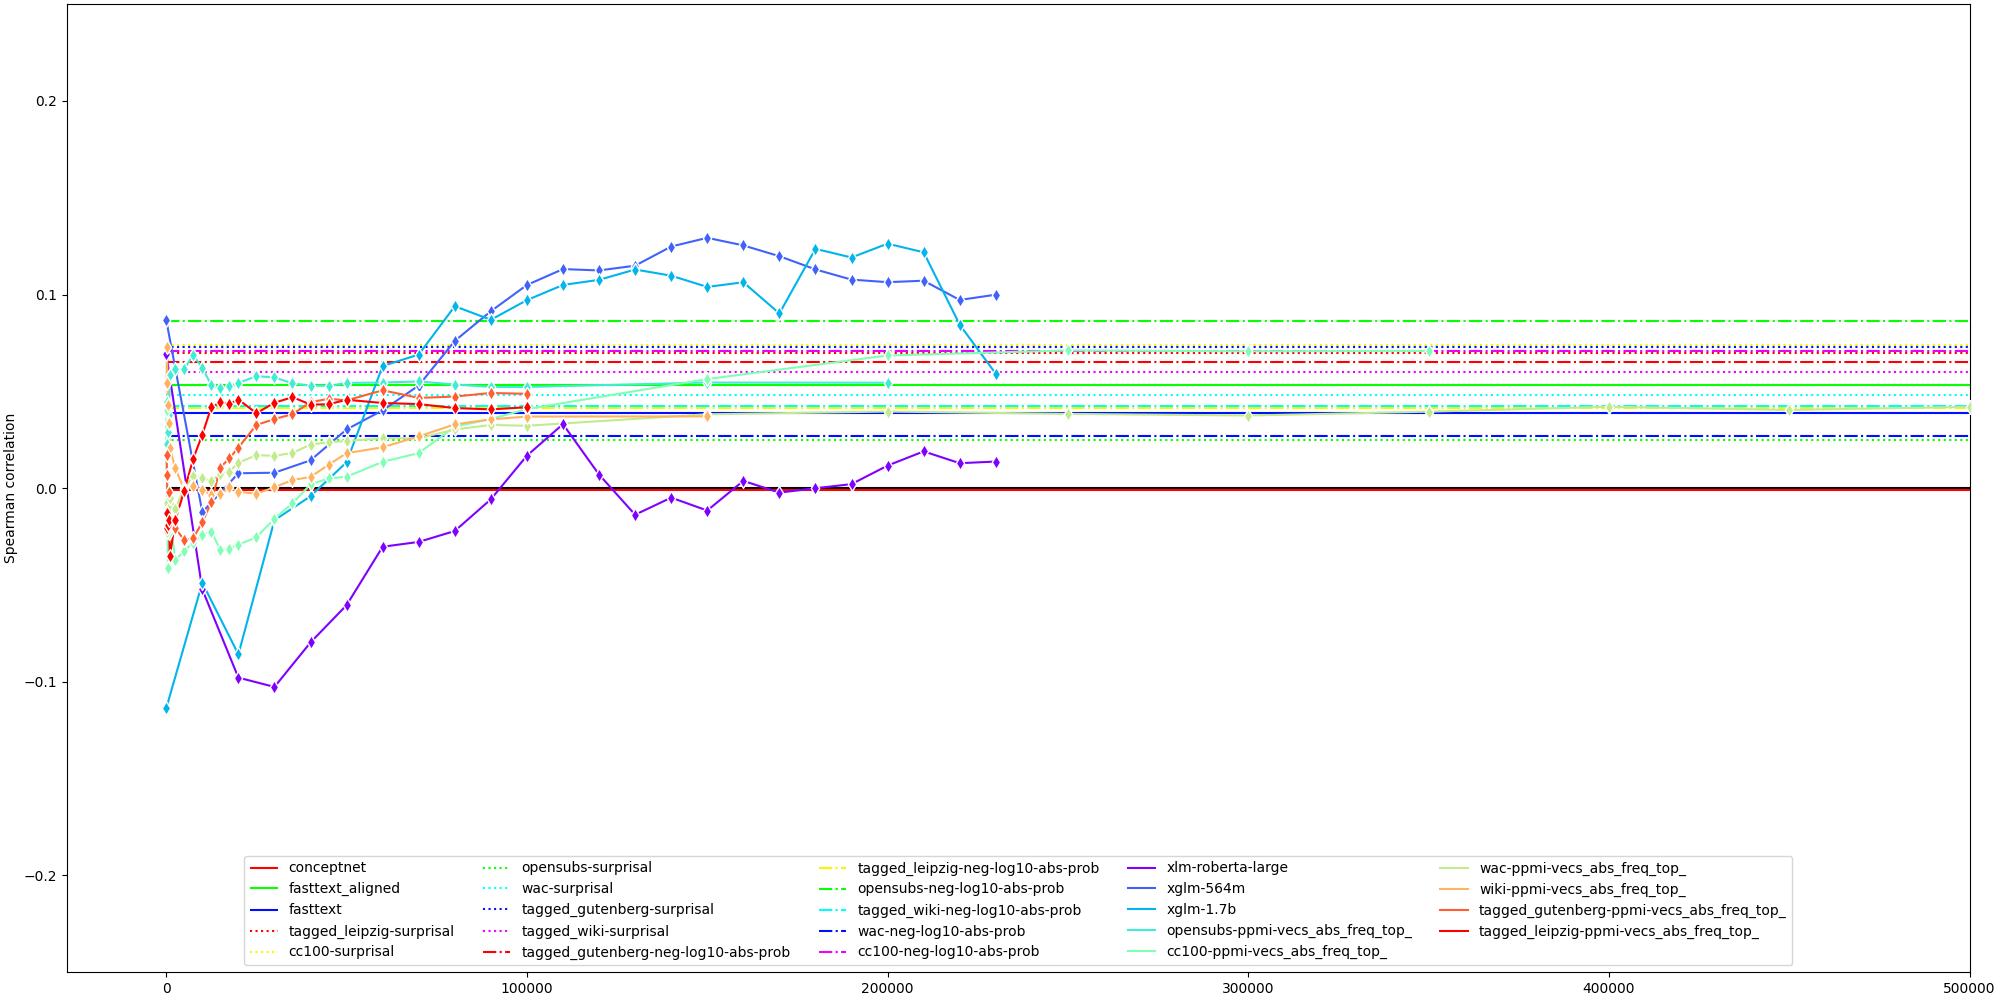 0.2
0.1
0.0
−0.1
−0.2
Spearman correlation
conceptnet
fasttext_aligned
fasttext
tagged_leipzig-surprisal
cc100-surprisal
opensubs-surprisal
wac-surprisal
tagged_gutenberg-surprisal
tagged_wiki-surprisal
tagged_gutenberg-neg-log10-abs-prob
tagged_leipzig-neg-log10-abs-prob
opensubs-neg-log10-abs-prob
tagged_wiki-neg-log10-abs-prob
wac-neg-log10-abs-prob
cc100-neg-log10-abs-prob
xlm-roberta-large
xglm-564m
xglm-1.7b
opensubs-ppmi-vecs_abs_freq_top_
cc100-ppmi-vecs_abs_freq_top_
wac-ppmi-vecs_abs_freq_top_
wiki-ppmi-vecs_abs_freq_top_
tagged_gutenberg-ppmi-vecs_abs_freq_top_
tagged_leipzig-ppmi-vecs_abs_freq_top_
0 100000 200000 300000 400000 500000